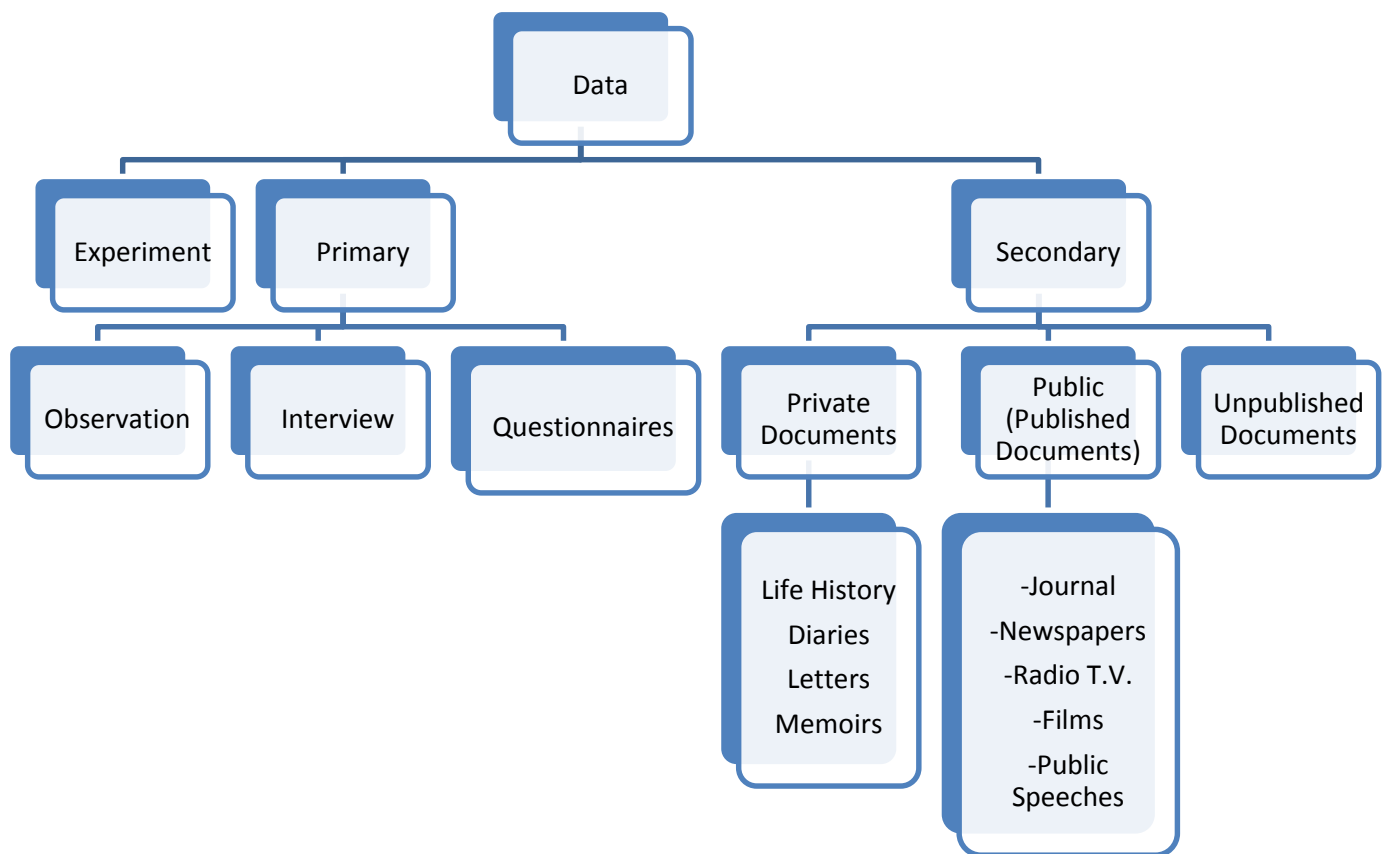 Data
Experiment
Primary
Secondary
Observation
Interview
Questionnaires
Private
Documents
Public
(Published
Documents)
Unpublished
Documents
Life History
Diaries
Letters
Memoirs
-Journal
-Newspapers
-Radio T.V.
-Films
-Public
Speeches